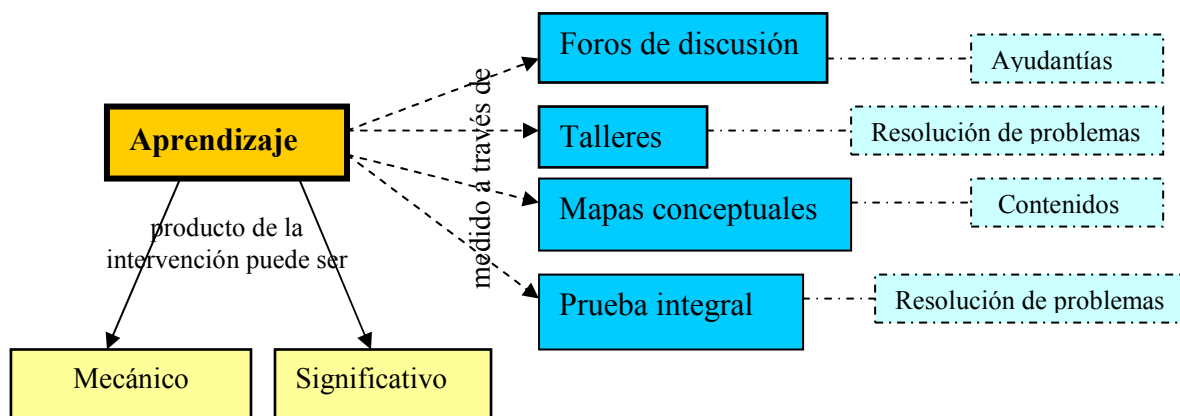 Foros de discusión
Ayudantías
Aprendizaje
medido a través de
Talleres
Resolución de problemas
Mapas conceptuales
Contenidos
producto de la
intervención puede ser
Prueba integral
Resolución de problemas
Mecánico
Significativo